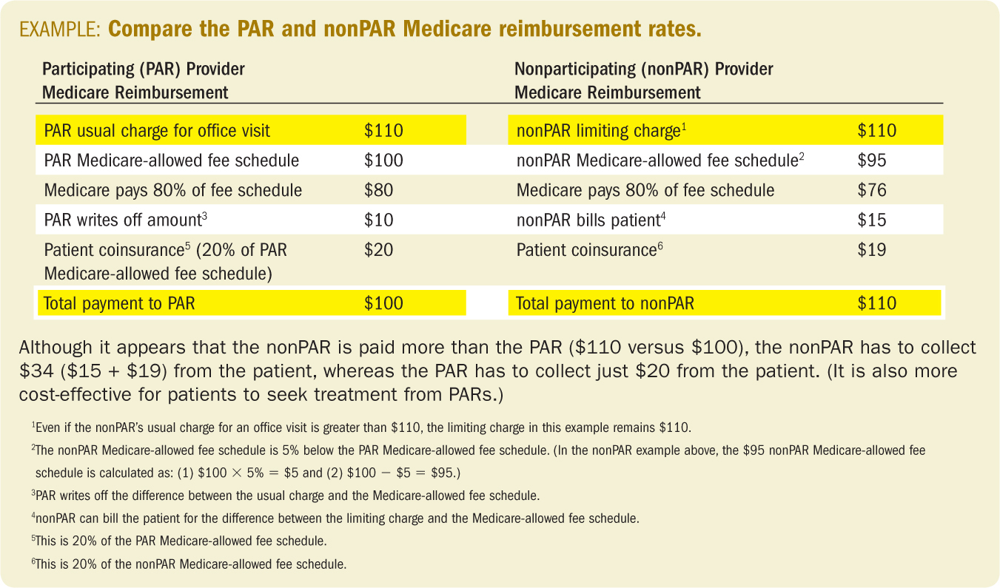 EXAMPLE: Compare the PAR and nonPAR Medicare reimbursement rates.
Participating (PAR) Provider
Medicare Reimbursement
Nonparticipating (nonPAR) Provider
Medicare Reimbursement
PAR usual charge for office visit $110 nonPAR limiting charge¹ $110
PAR Medicare-allowed fee schedule $100 nonPAR Medicare-allowed fee schedule² $95
Medicare pays 80% of fee schedule $80 Medicare pays 80% of fee schedule $76
PAR writes off amount³ $10 nonPAR bills patient⁴ $15
Patient coinsurance⁵ (20% of PAR $20 Patient coinsurance⁶ $19
Medicare-allowed fee schedule)
Total payment to PAR $100 Total payment to nonPAR $110
Although it appears that the nonPAR is paid more than the PAR ($110 versus $100), the nonPAR has to collect
$34 ($15 + $19) from the patient, whereas the PAR has to collect just $20 from the patient. (It is also more
cost-effective for patients to seek treatment from PARs.)
¹Even if the nonPAR's usual charge for an office visit is greater than $110, the limiting charge in this example remains $110.
²The nonPAR Medicare-allowed fee schedule is 5% below the PAR Medicare-allowed fee schedule. (In the nonPAR example above, the $95 nonPAR Medicare-allowed fee
schedule is calculated as: (1) $100 × 5% = $5 and (2) $100 − $5 = $95.)
³PAR writes off the difference between the usual charge and the Medicare-allowed fee schedule.
⁴nonPAR can bill the patient for the difference between the limiting charge and the Medicare-allowed fee schedule.
⁵This is 20% of the PAR Medicare-allowed fee schedule.
⁶This is 20% of the nonPAR Medicare-allowed fee schedule.